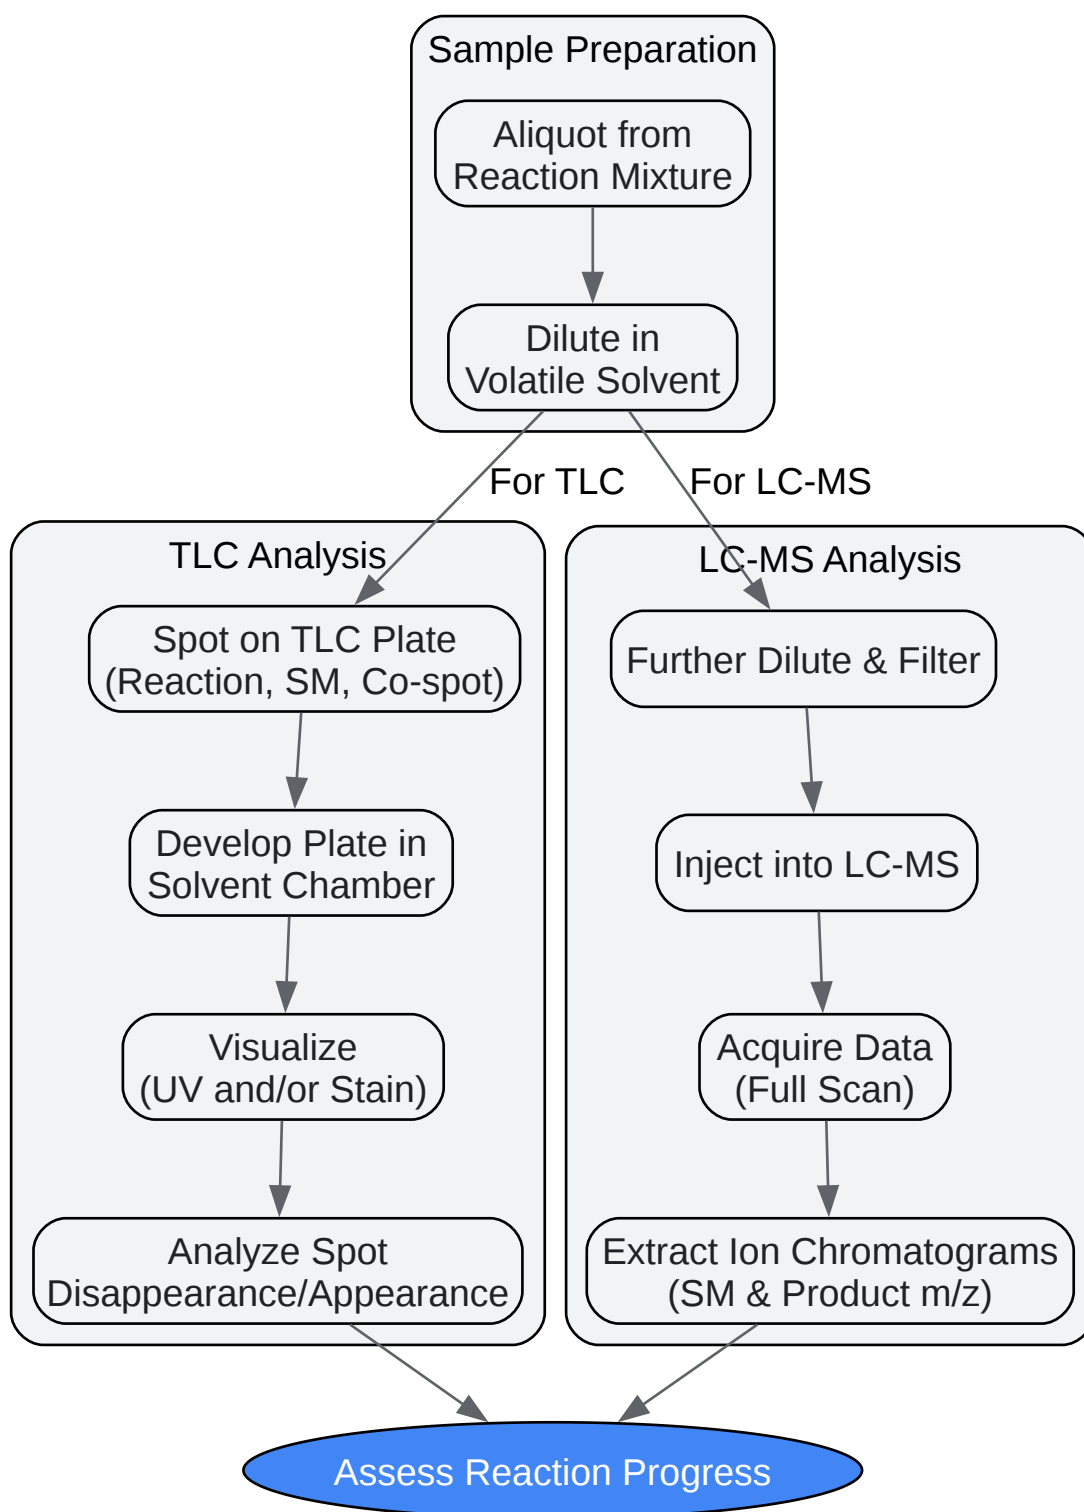 Sample Preparation
Aliquot from
Reaction Mixture
Dilute in
Volatile Solvent
For TLC
For LC-MS
TLC Analysis
Spot on TLC Plate
(Reaction, SM, Co-spot)
Develop Plate in
Solvent Chamber
Visualize
(UV and/or Stain)
Analyze Spot
Disappearance/Appearance
LC-MS Analysis
Further Dilute & Filter
Inject into LC-MS
Acquire Data
(Full Scan)
Extract Ion Chromatograms
(SM & Product m/z)
Assess Reaction Progress